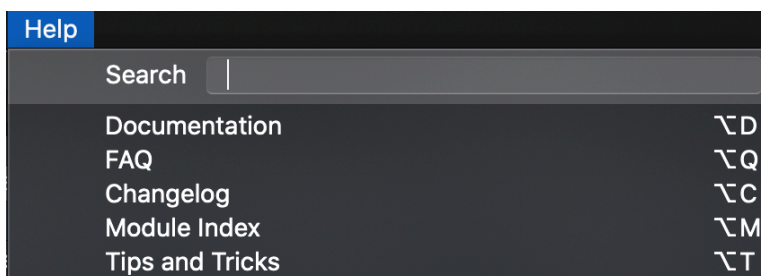 Help
Search
Documentation ⌥D
FAQ ⌥Q
Changelog ⌥C
Module Index ⌥M
Tips and Tricks ⌥T